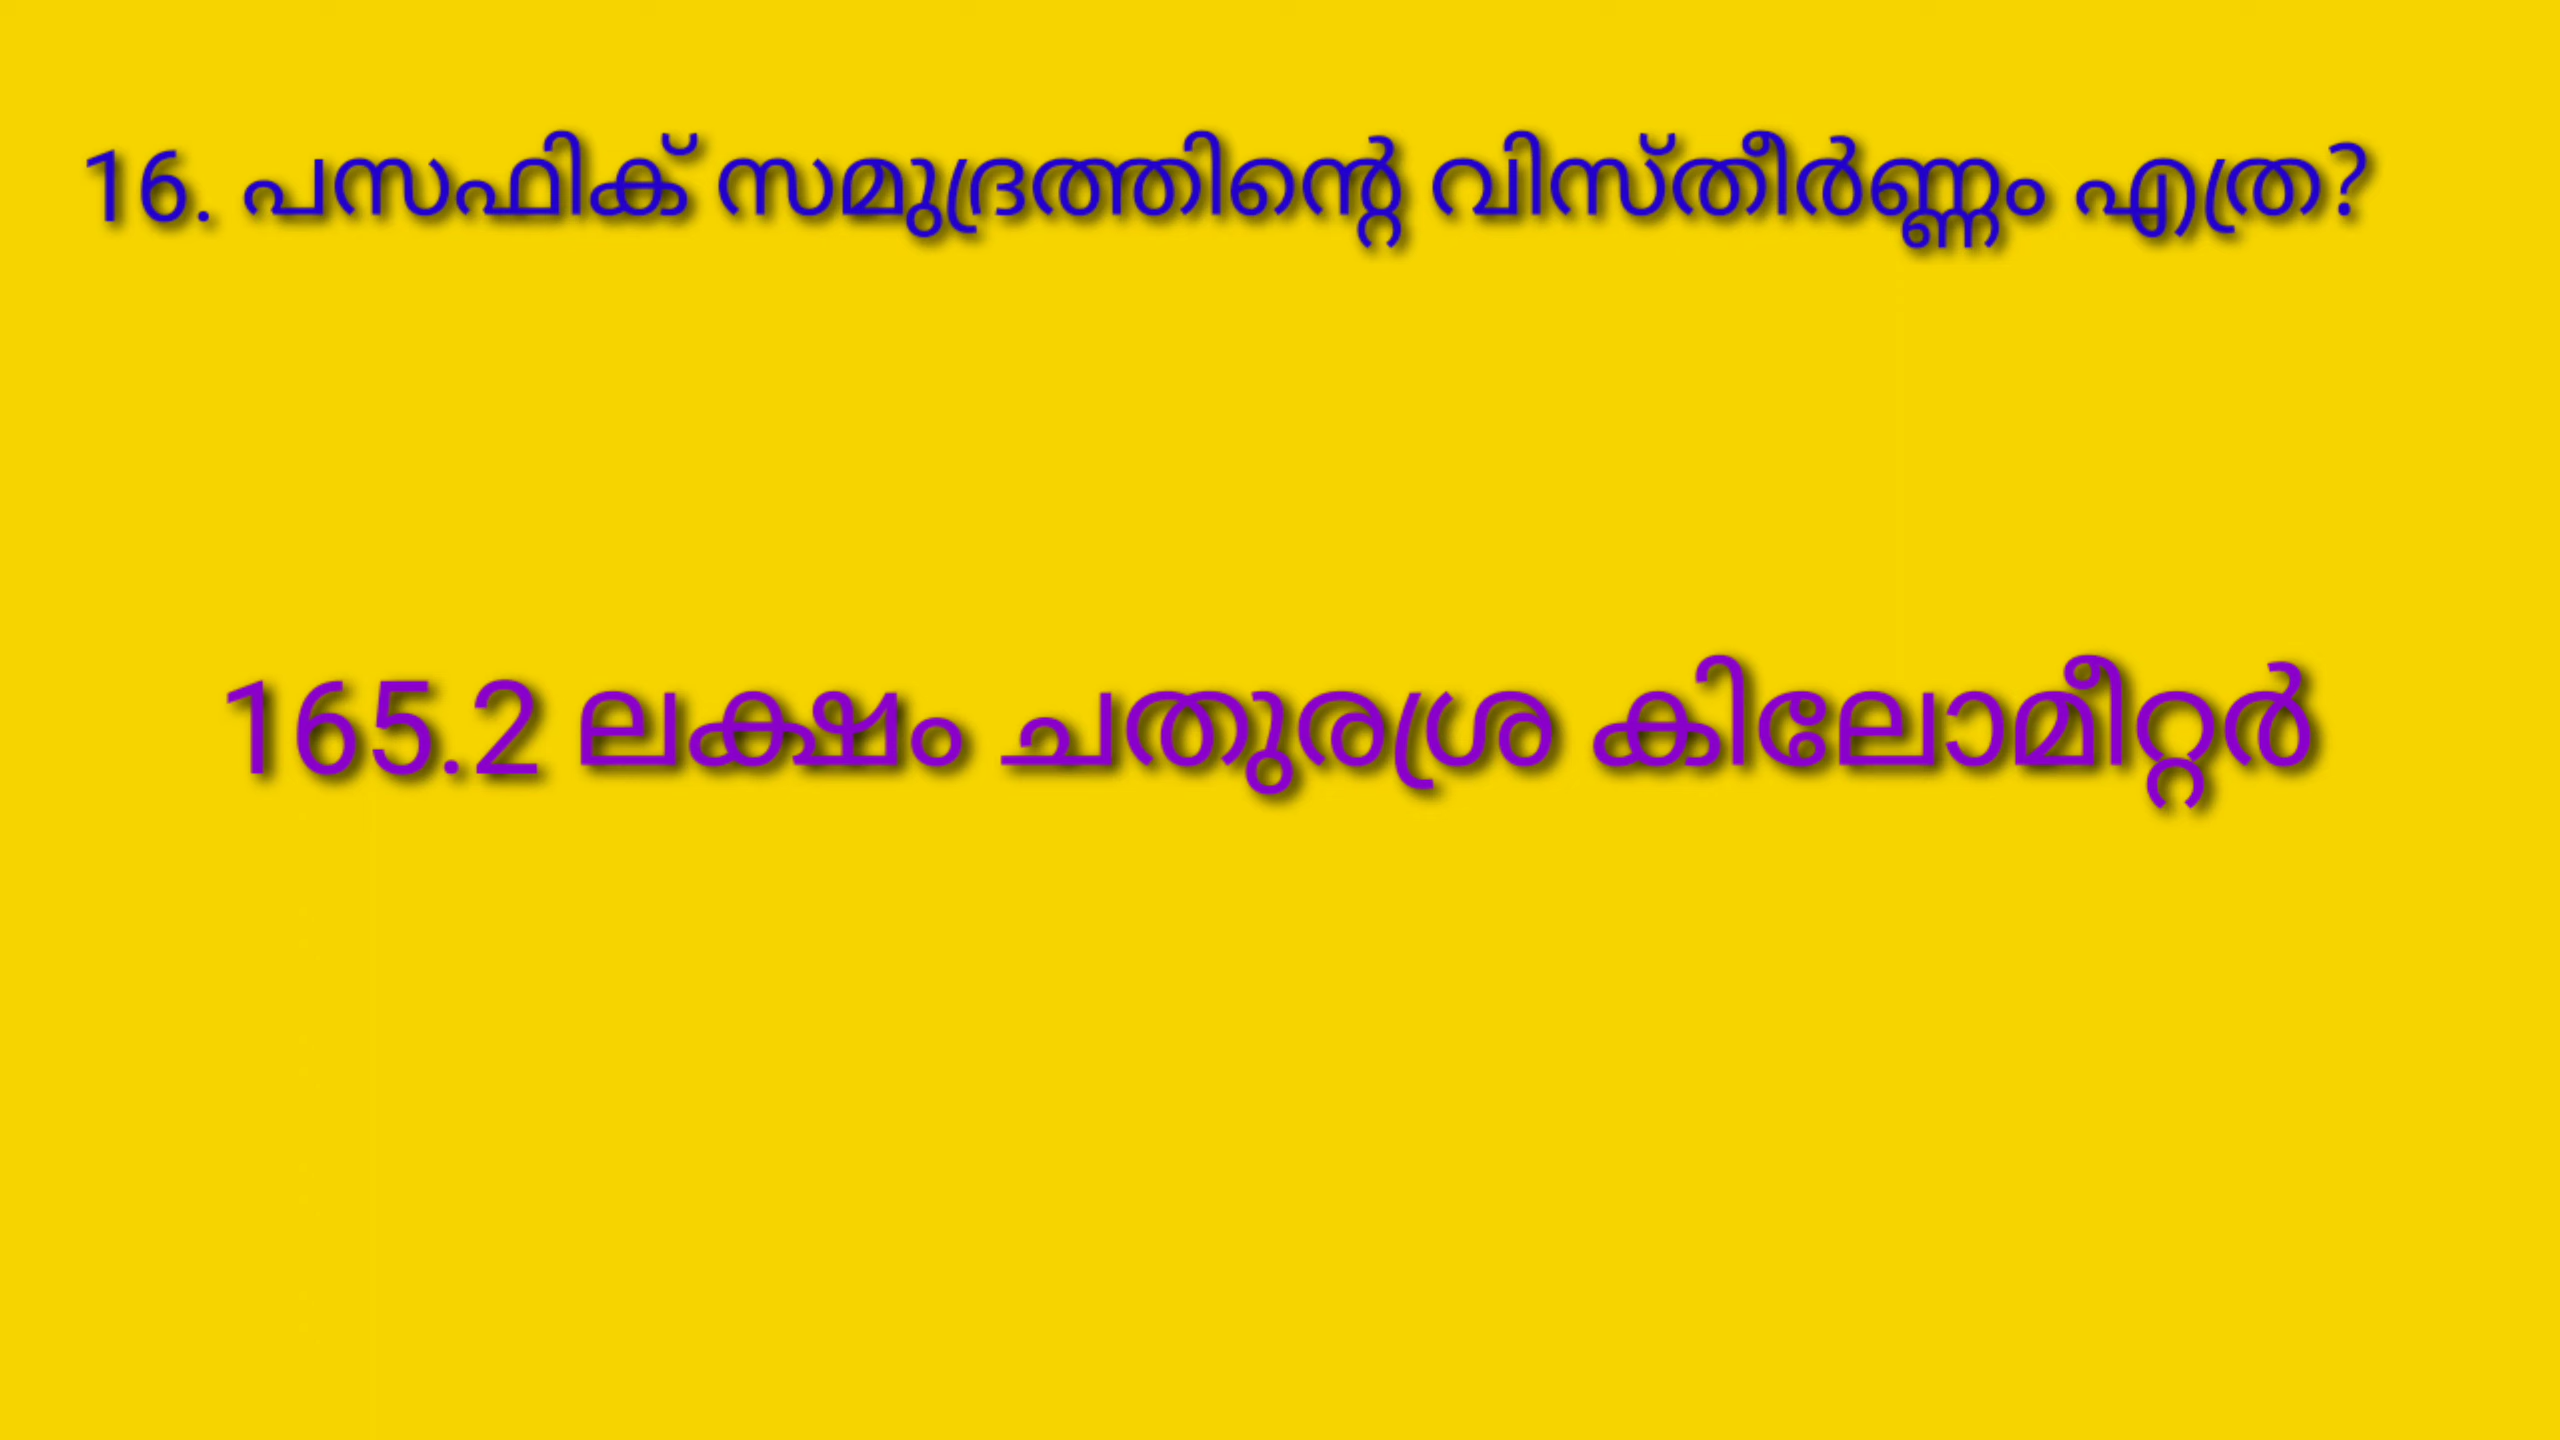 16. പസഫിക് സമുദ്രത്തിന്റെ വിസ്തീർണ്ണം എത്ര?
165.2 ലക്ഷം ചതുരശ്ര കിലോമീറ്റർ